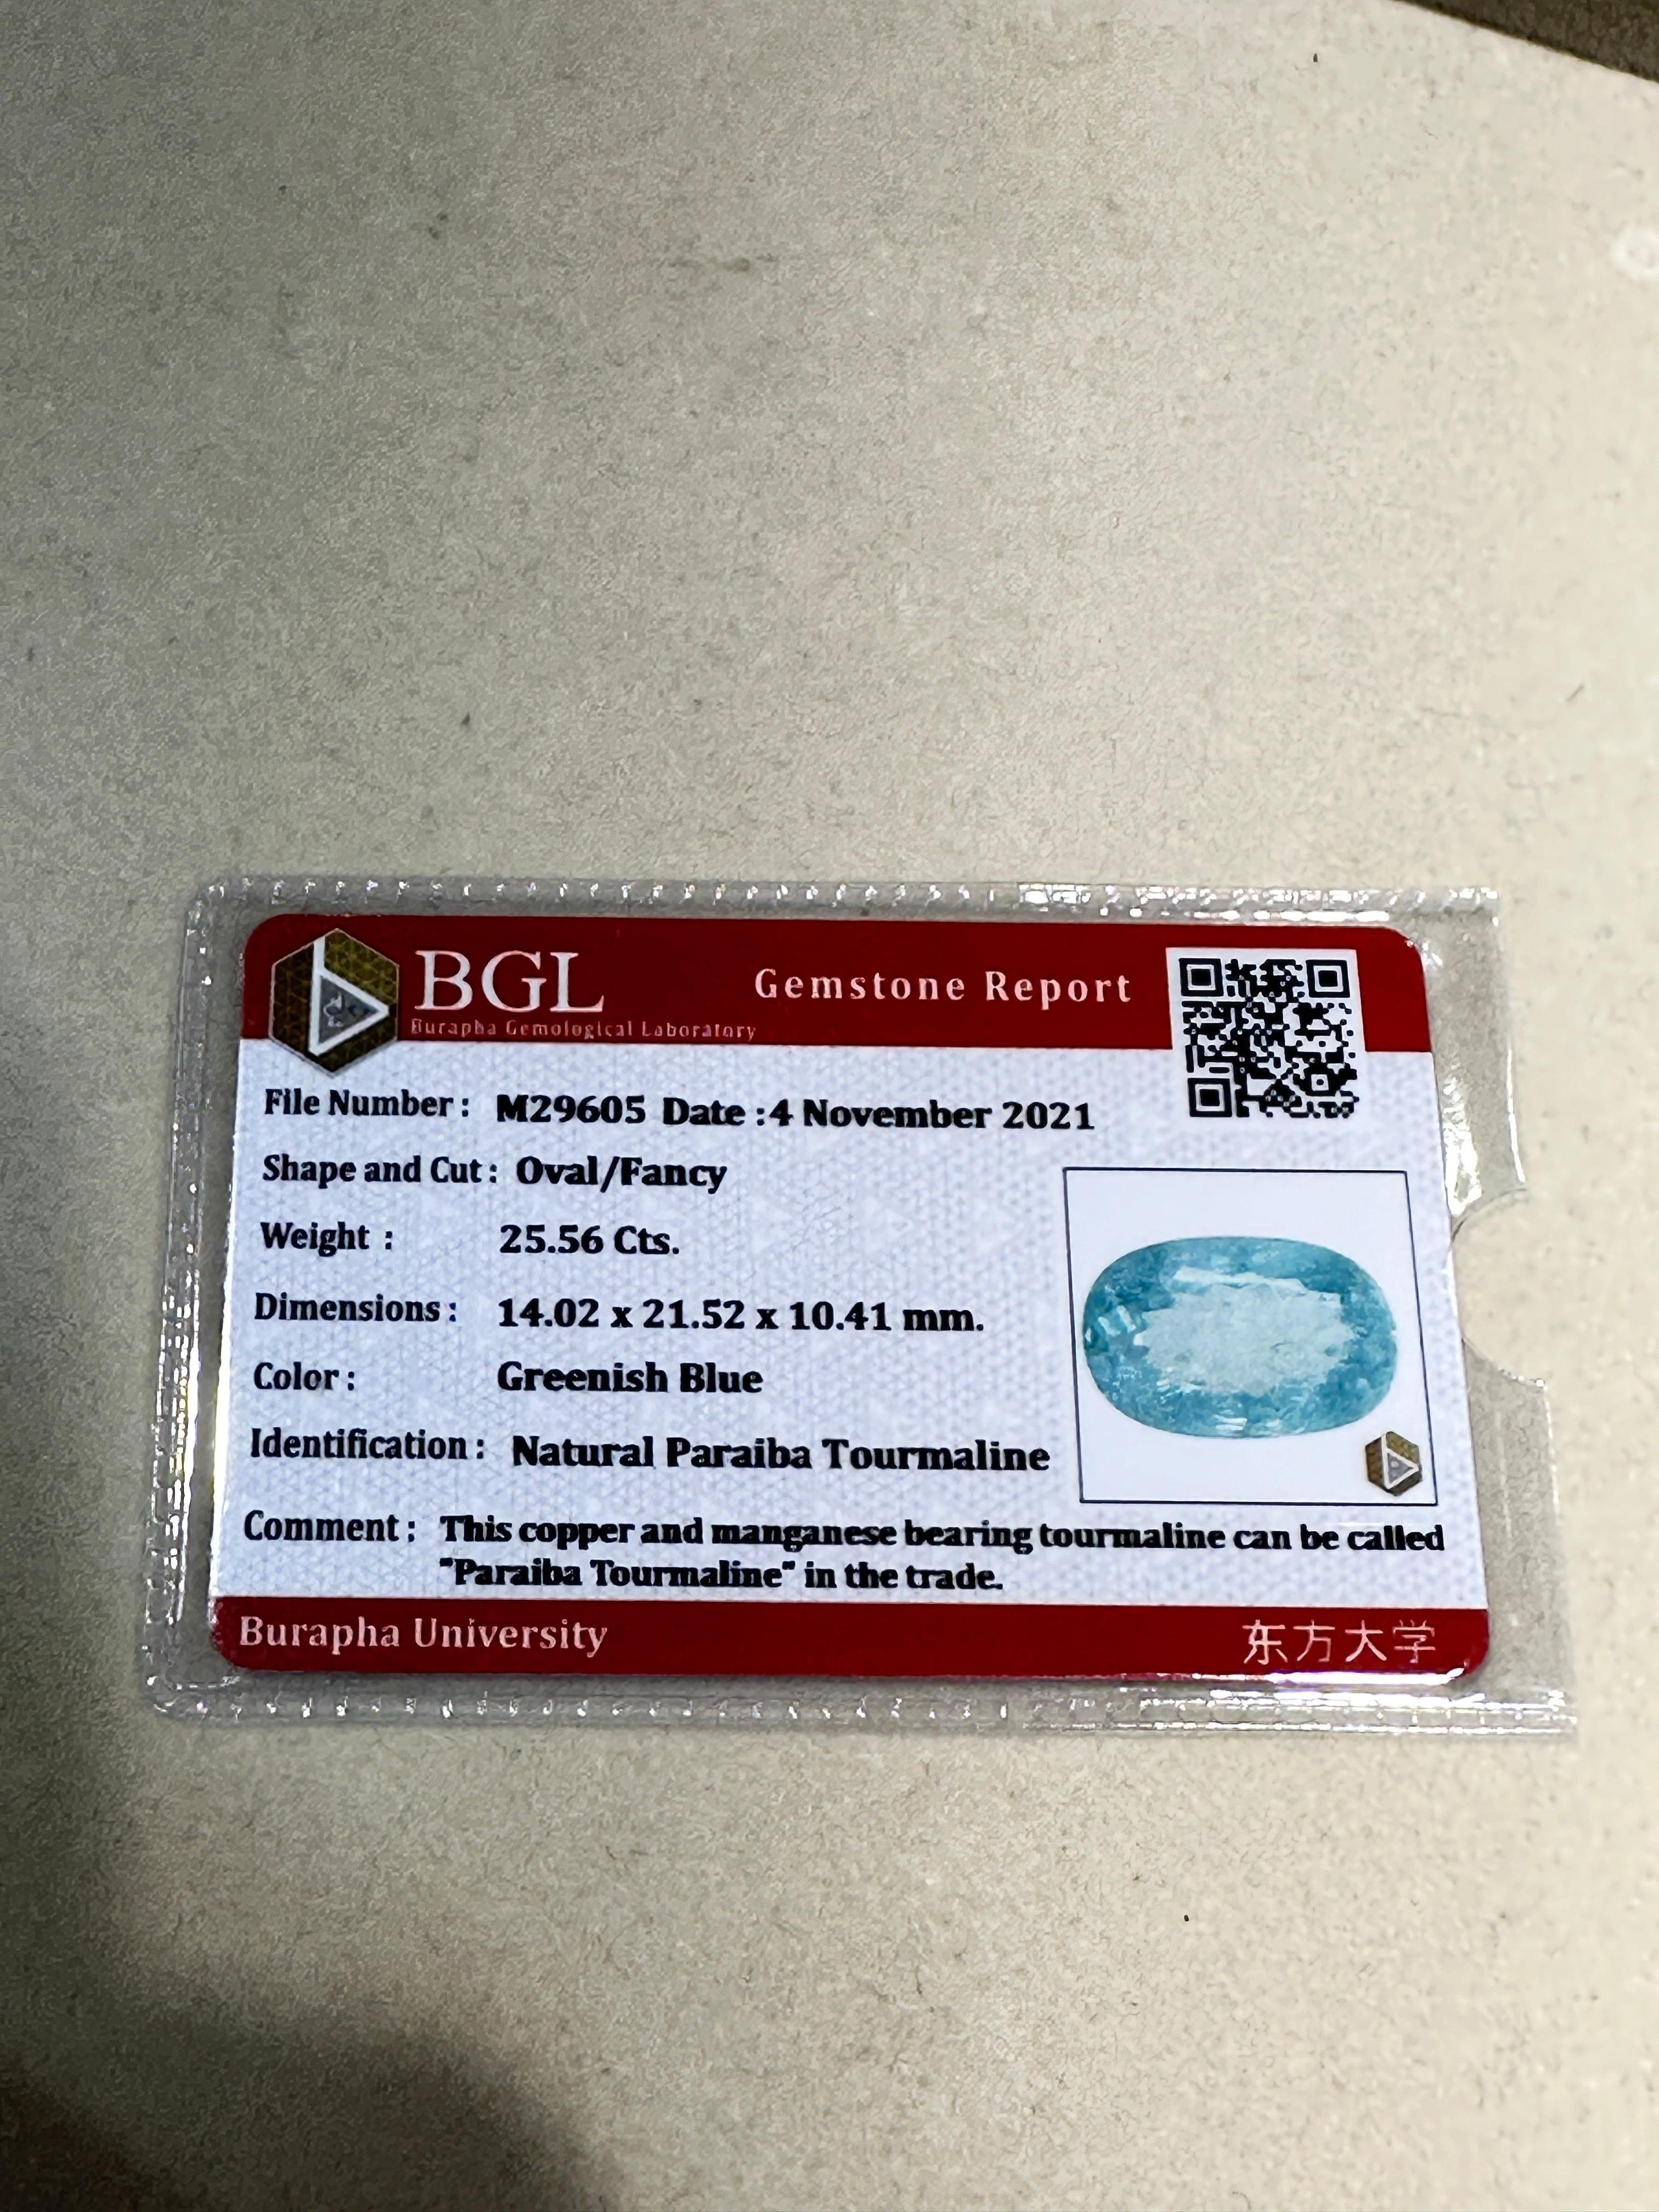 BGL
Burapha Gemological Laboratory
Gemstone Report
File Number : M29605 Date :4 November 2021
Shape and Cut : Oval/Fancy
Weight : 25.56 Cts.
Dimensions : 14.02 x 21.52 x 10.41 mm.
Color : Greenish Blue
Identification : Natural Paraiba Tourmaline
Comment : This copper and manganese bearing tourmaline can be called
"Paraiba Tourmaline" in the trade.
Burapha University 东方大学